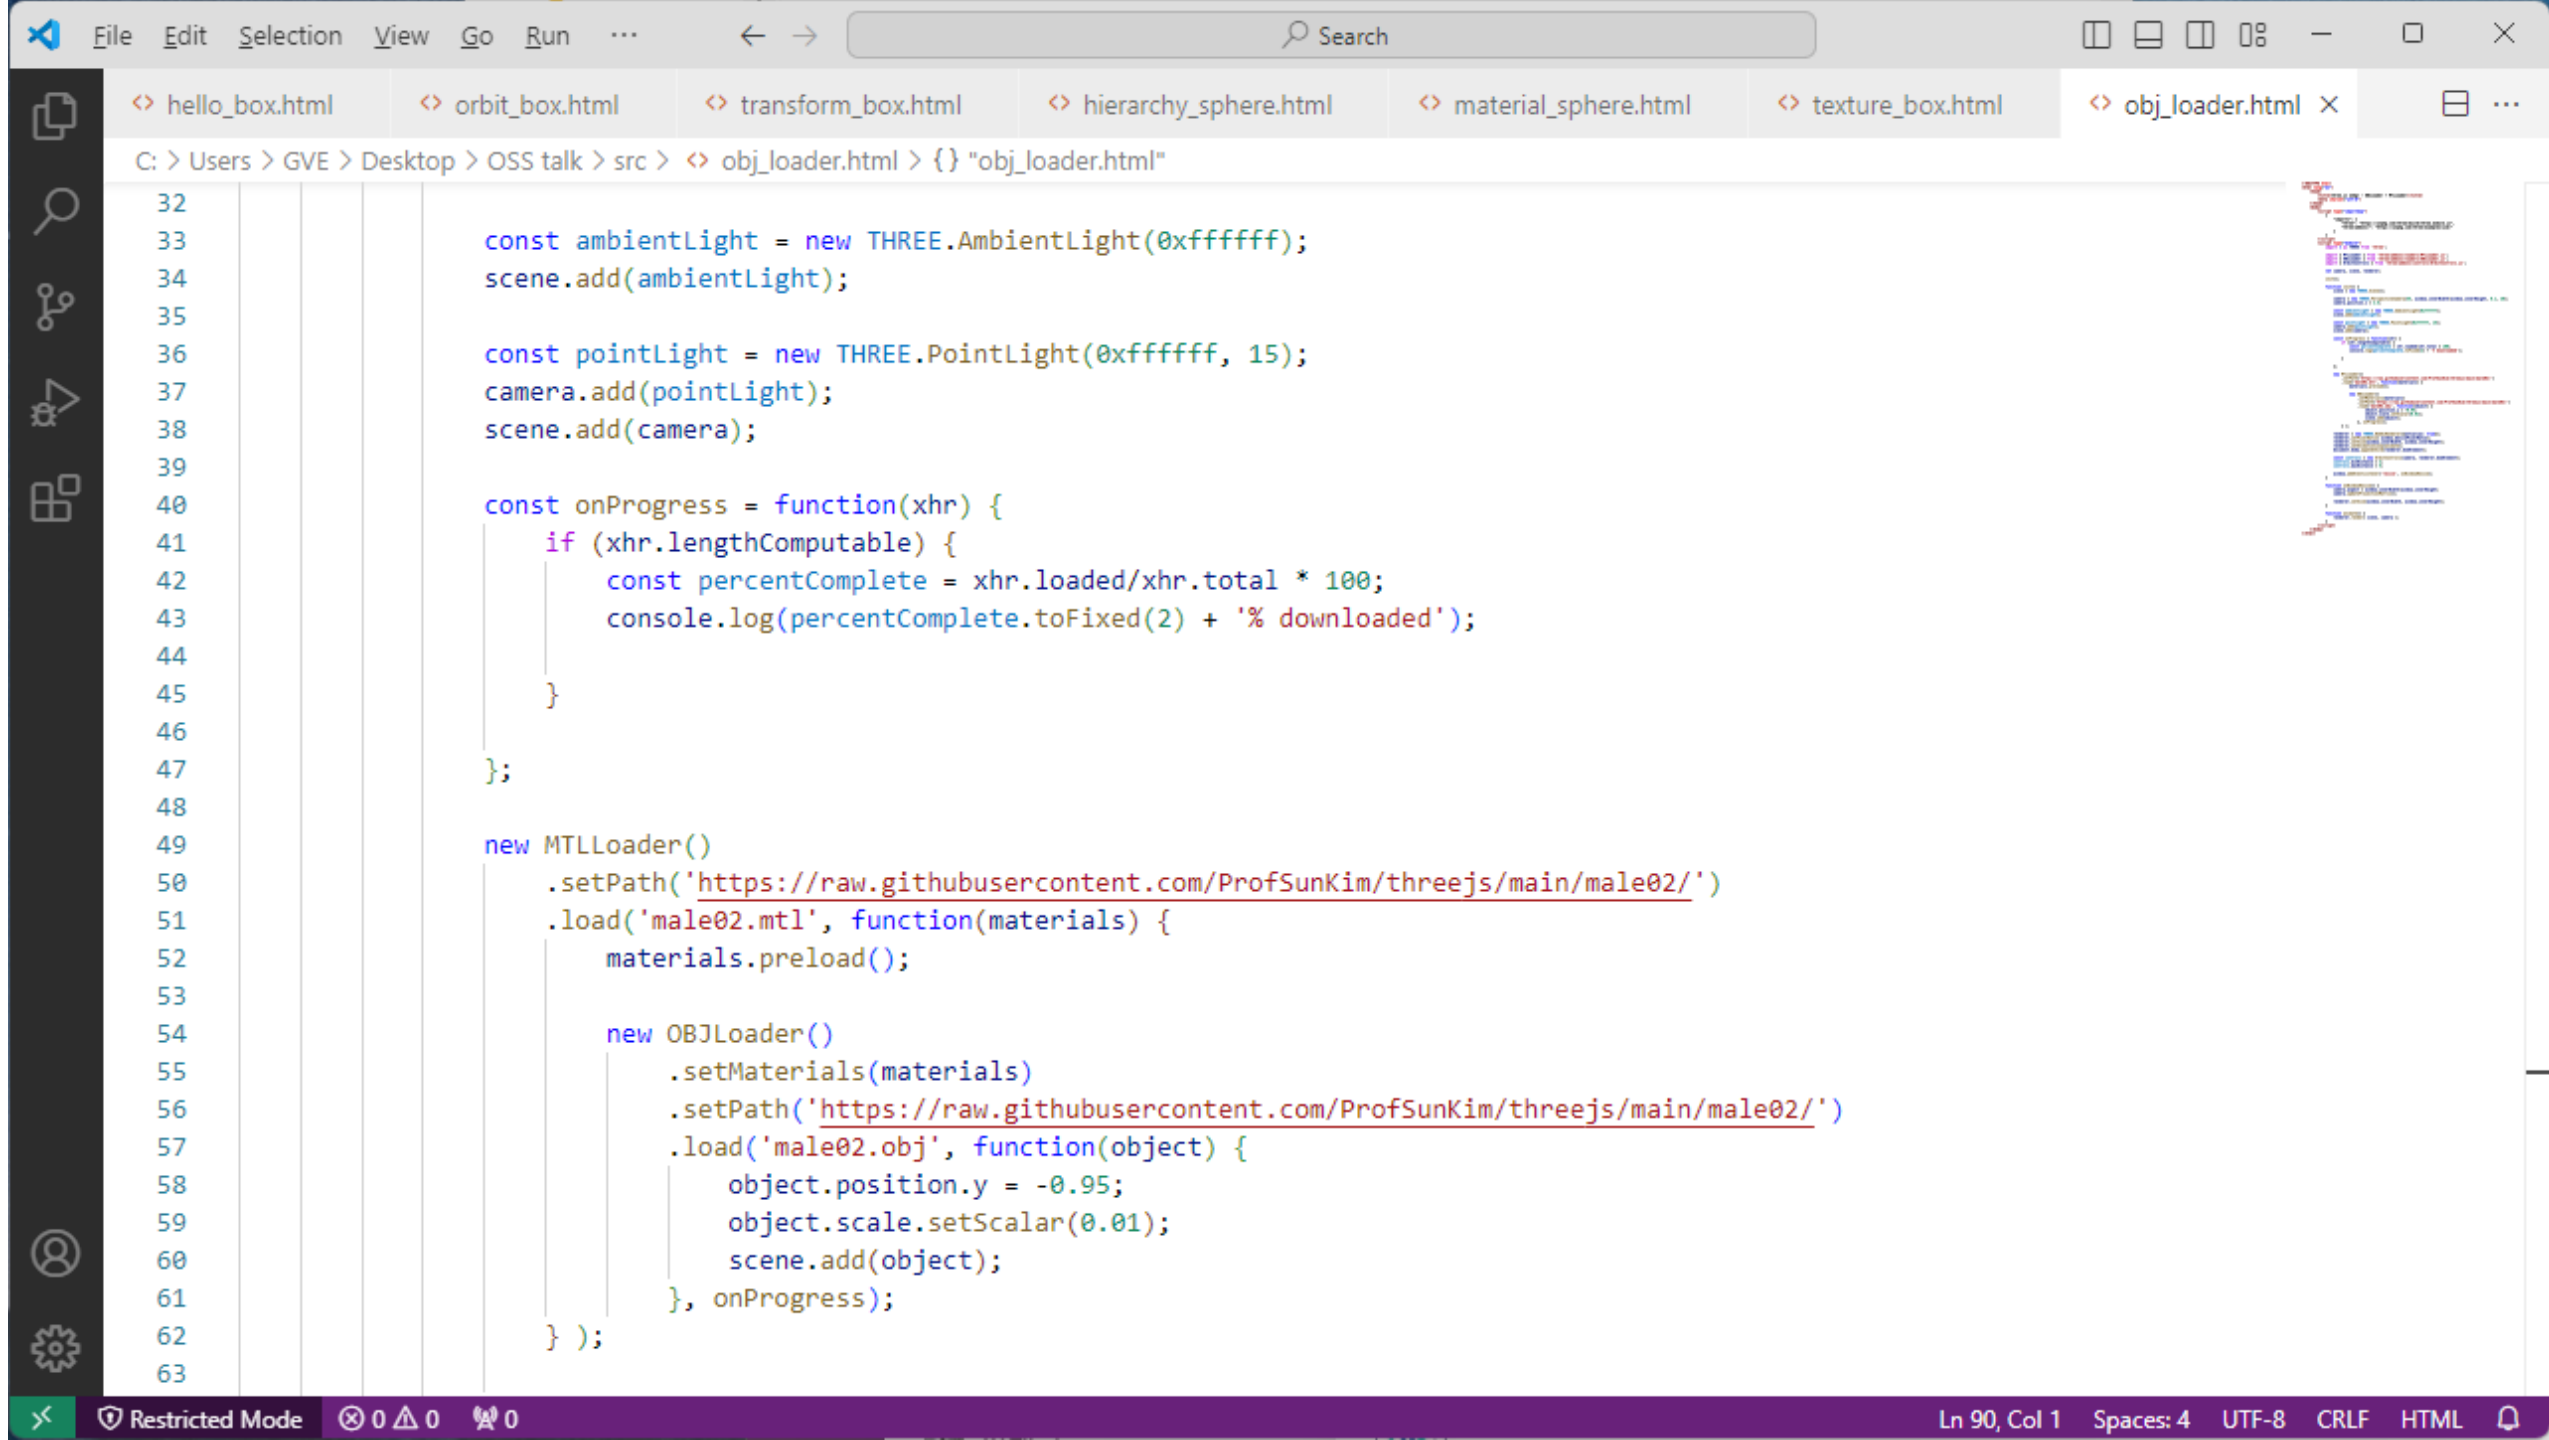 File Edit Selection View Go Run ··· Search
hello_box.html orbit_box.html transform_box.html hierarchy_sphere.html material_sphere.html texture_box.html obj_loader.html
C: > Users > GVE > Desktop > OSS talk > src > <> obj_loader.html > {} "obj_loader.html"
32
33 const ambientLight = new THREE.AmbientLight(0xffffff);
34 scene.add(ambientLight);
35
36 const pointLight = new THREE.PointLight(0xffffff, 15);
37 camera.add(pointLight);
38 scene.add(camera);
39
40 const onProgress = function(xhr) {
41 if (xhr.lengthComputable) {
42 const percentComplete = xhr.loaded/xhr.total * 100;
43 console.log(percentComplete.toFixed(2) + '% downloaded');
44
45 }
46
47 };
48
49 new MTLLoader()
50 .setPath('https://raw.githubusercontent.com/ProfSunKim/threejs/main/male02/')
51 .load('male02.mtl', function(materials) {
52 materials.preload();
53
54 new OBJLoader()
55 .setMaterials(materials)
56 .setPath('https://raw.githubusercontent.com/ProfSunKim/threejs/main/male02/')
57 .load('male02.obj', function(object) {
58 object.position.y = -0.95;
59 object.scale.setScalar(0.01);
60 scene.add(object);
61 }, onProgress);
62 } );
63
Restricted Mode 0 0 0 Ln 90, Col 1 Spaces: 4 UTF-8 CRLF HTML